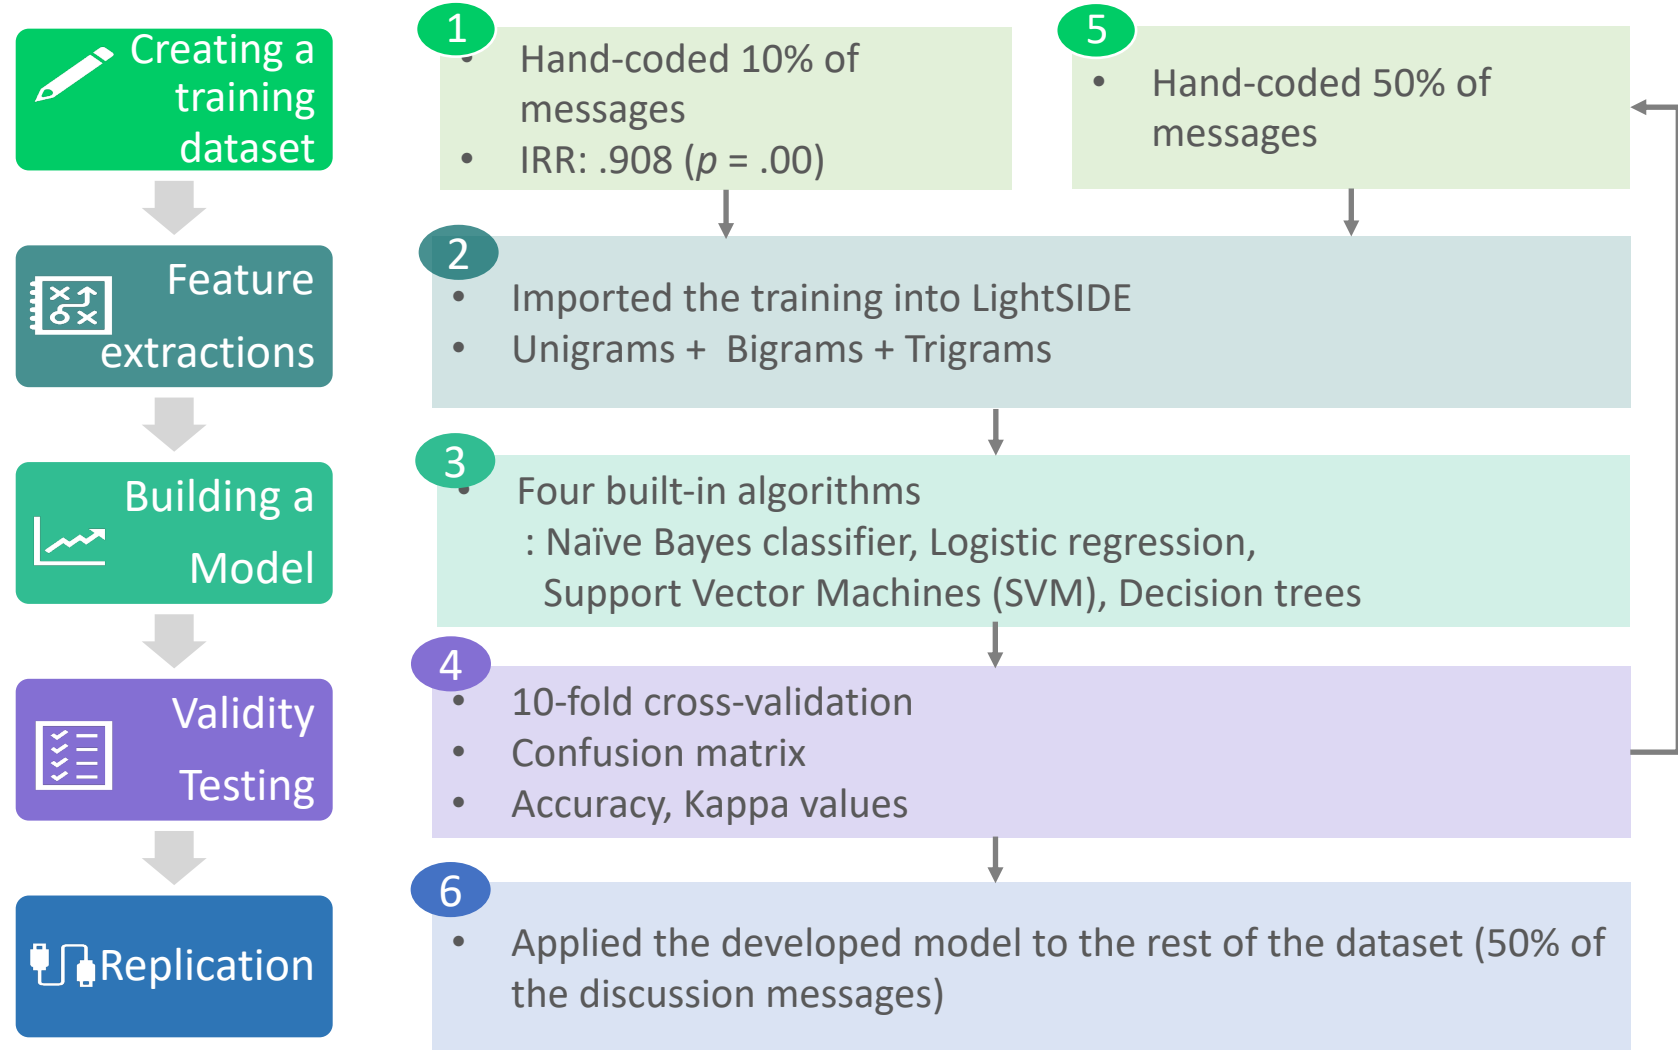 Creating a
training
dataset
1
• Hand-coded 10% of
messages
• IRR: .908 (p = .00)
5
• Hand-coded 50% of
messages
Feature
extractions
2
• Imported the training into LightSIDE
• Unigrams + Bigrams + Trigrams
Building a
Model
3
• Four built-in algorithms
: Naïve Bayes classifier, Logistic regression,
Support Vector Machines (SVM), Decision trees
Validity
Testing
4
• 10-fold cross-validation
• Confusion matrix
• Accuracy, Kappa values
Replication
6
• Applied the developed model to the rest of the dataset (50% of
the discussion messages)